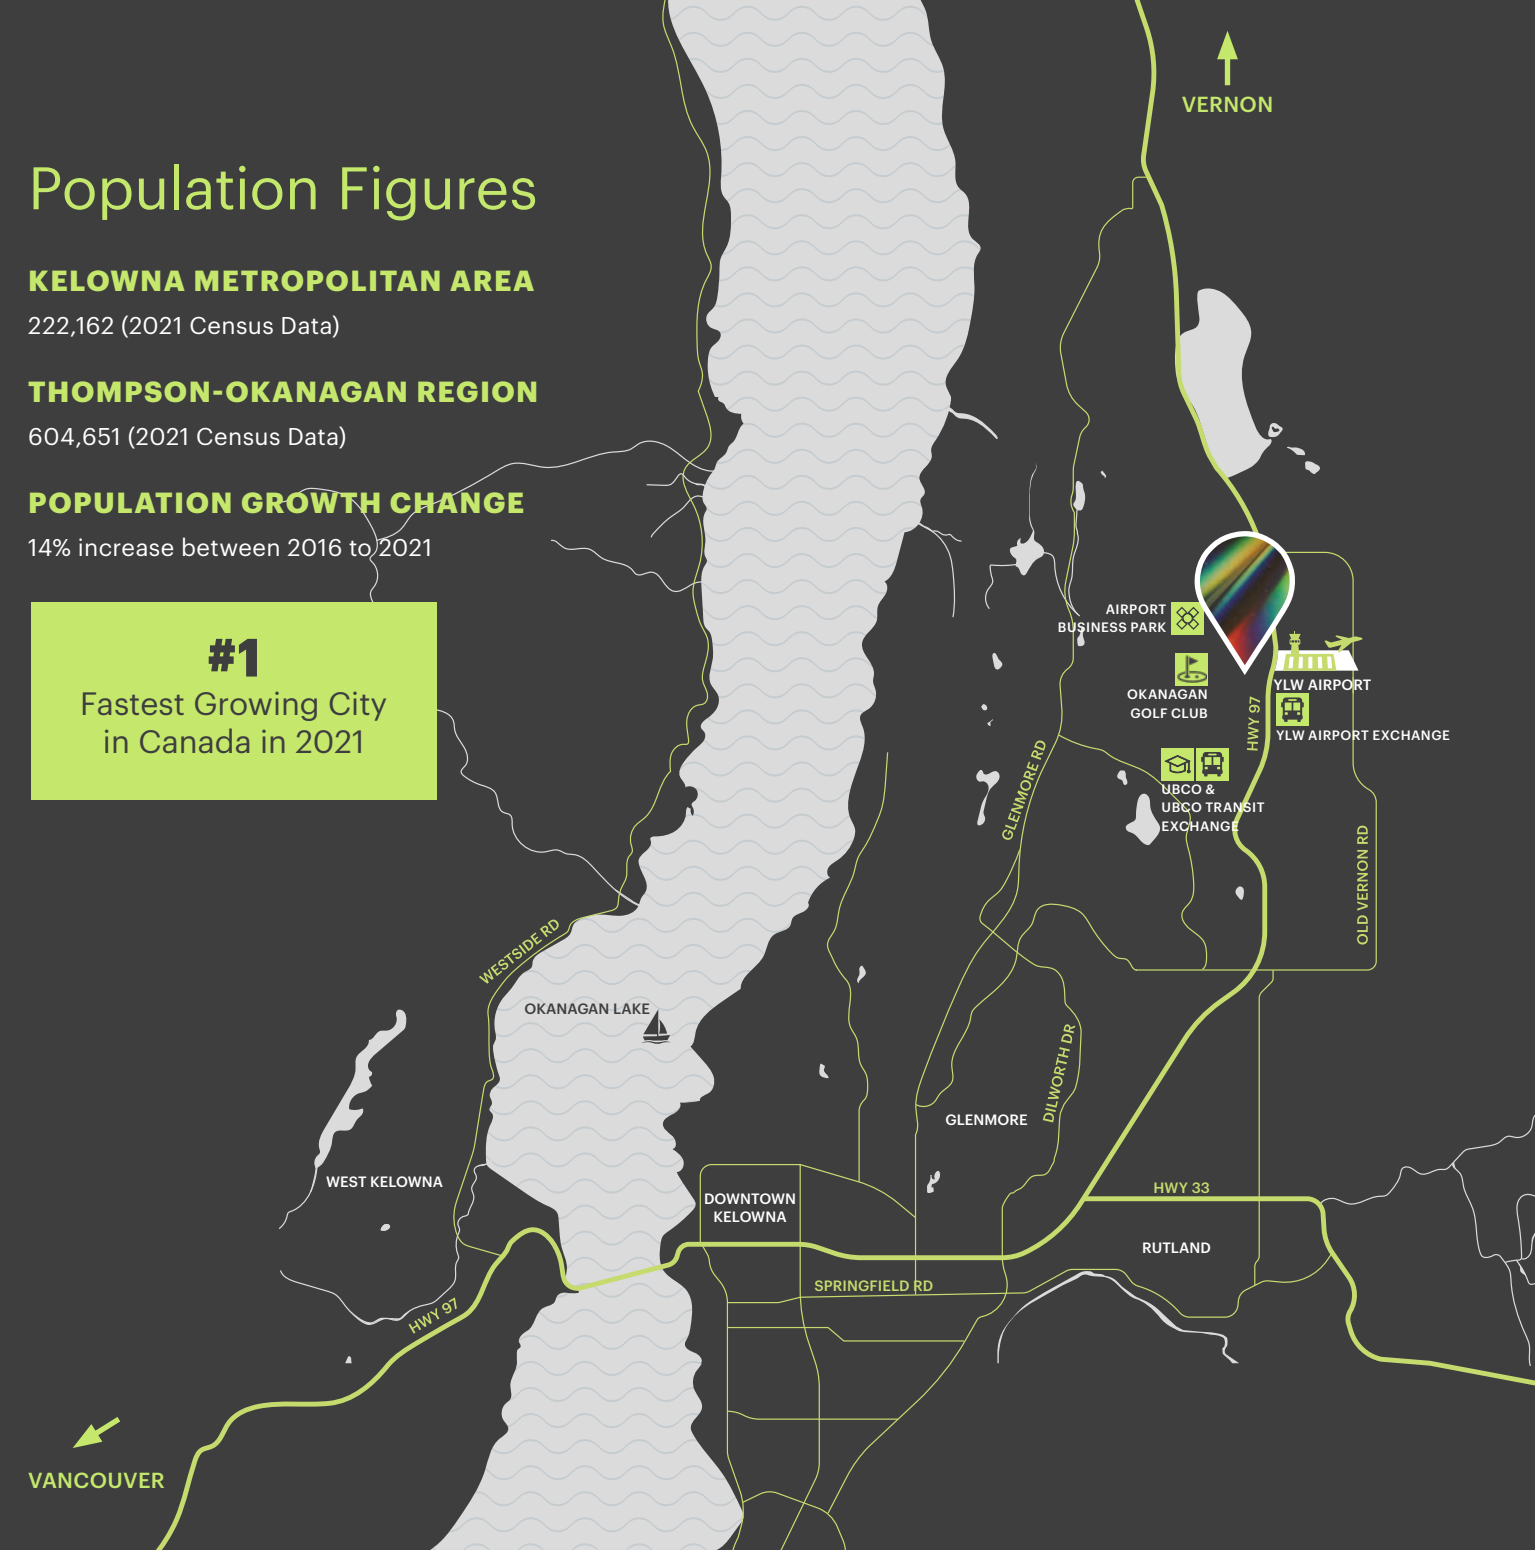 VERNON
Population Figures
KELOWNA METROPOLITAN AREA
222,162 (2021 Census Data)
THOMPSON-OKANAGAN REGION
604,651 (2021 Census Data)
POPULATION GROWTH CHANGE
14% increase between 2016 to 2021
#1
Fastest Growing City
in Canada in 2021
AIRPORT
BUSINESS PARK
OKANAGAN
GOLF CLUB
YLW AIRPORT
HWY 97
YLW AIRPORT EXCHANGE
UBCO &
UBCO TRANSIT
EXCHANGE
GLENMORE RD
OLD VERNON RD
WESTSIDE RD
OKANAGAN LAKE
DILWORTH DR
GLENMORE
WEST KELOWNA
DOWNTOWN
KELOWNA
HWY 33
RUTLAND
SPRINGFIELD RD
HWY 97
VANCOUVER